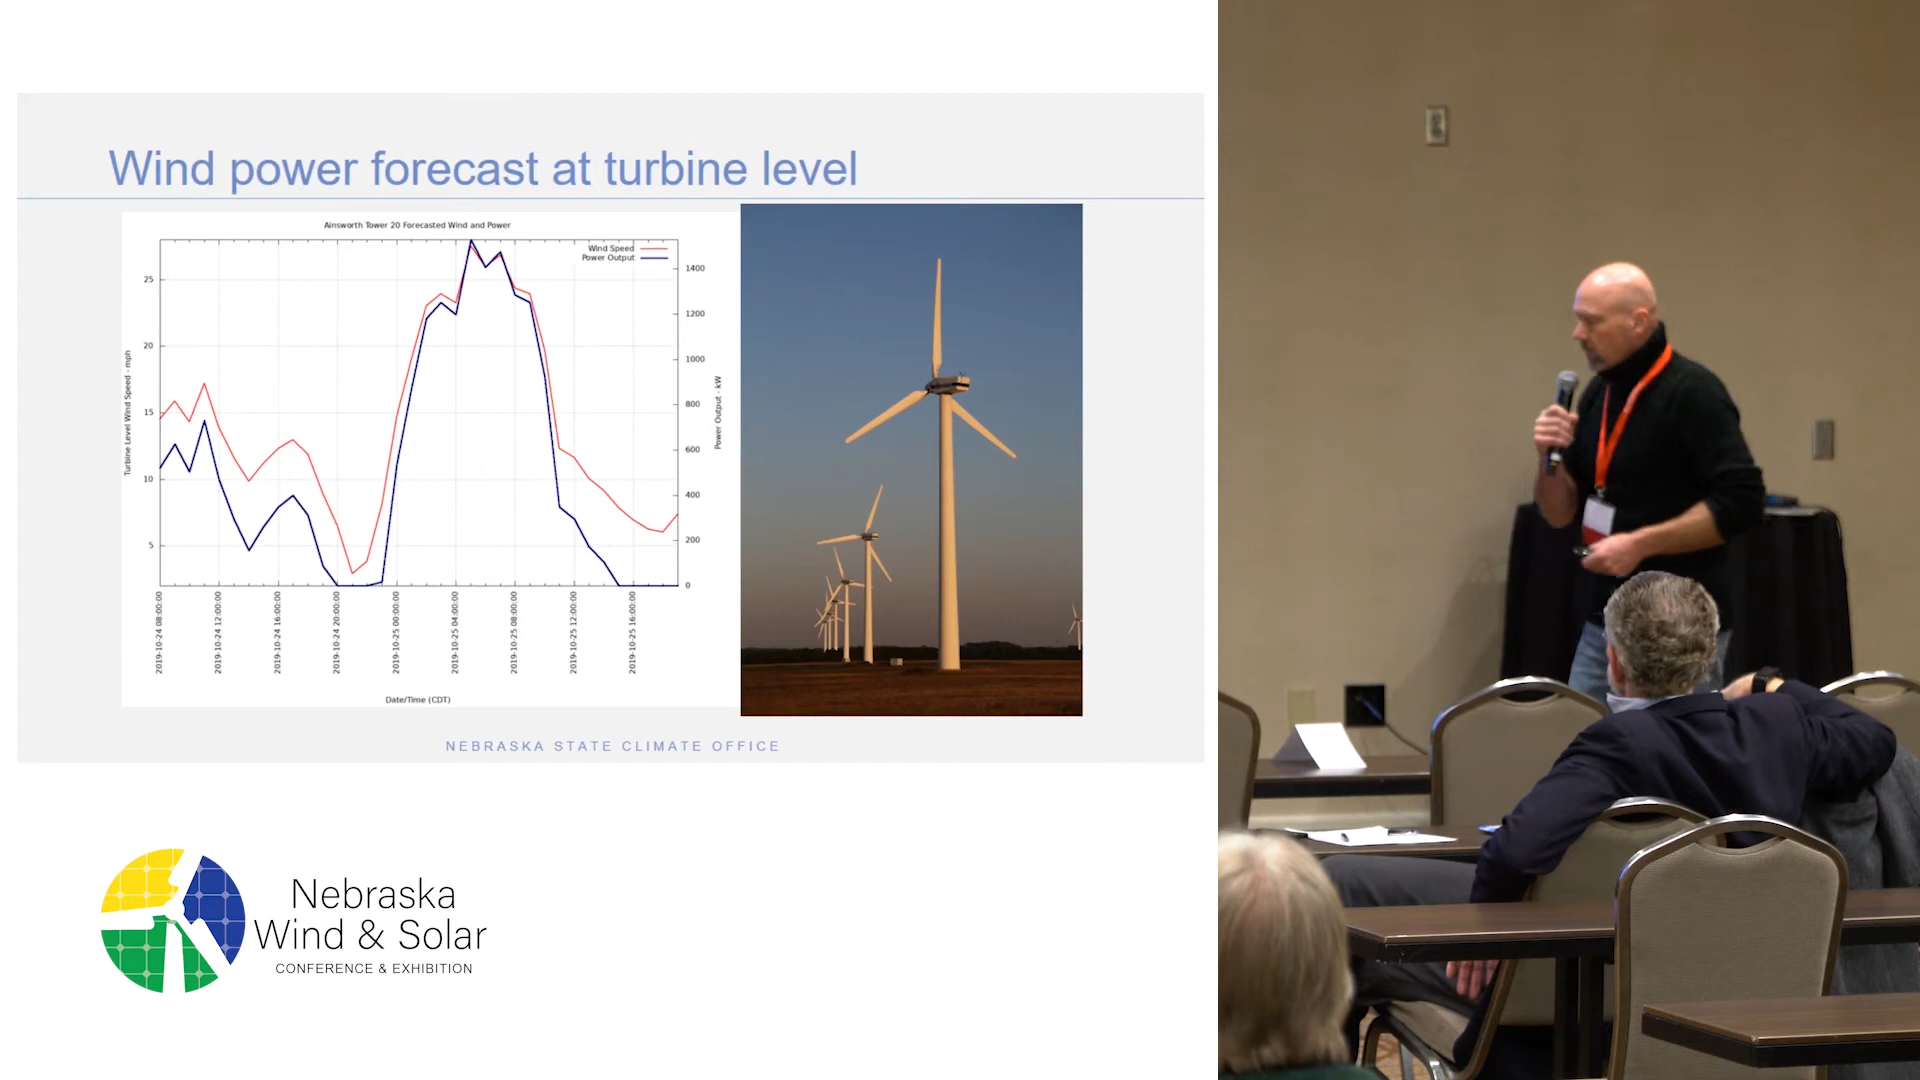 Wind power forecast at turbine level
Ainsworth Tower 20 Forecasted Wind and Power
Wind Speed
Power Output
25
20
15
10
5
Turbine Level Wind Speed - mph
1400
1200
1000
800
600
400
200
0
Power Output - kW
2019-10-24 08:00:00
2019-10-24 12:00:00
2019-10-24 16:00:00
2019-10-24 20:00:00
2019-10-25 00:00:00
2019-10-25 04:00:00
2019-10-25 08:00:00
2019-10-25 12:00:00
2019-10-25 16:00:00
Date/Time (CDT)
NEBRASKA STATE CLIMATE OFFICE
Nebraska
Wind & Solar
CONFERENCE & EXHIBITION